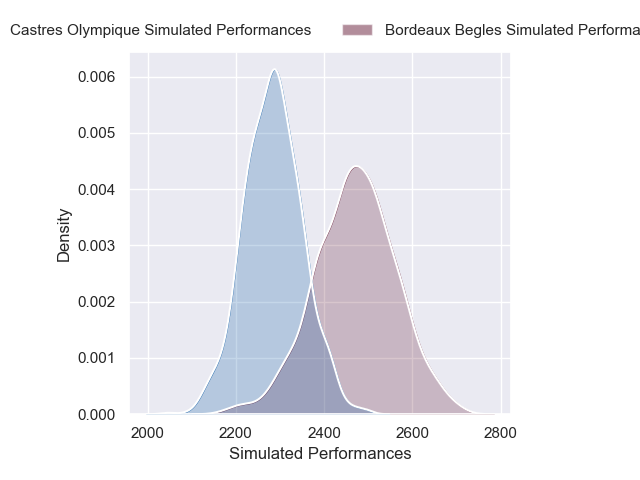 Castres Olympique Simulated Performances
Bordeaux Begles Simulated Performa
0.006
0.005
0.004
0.003
0.002
0.001
0.000
Density
2000 2200 2400 2600 2800
Simulated Performances